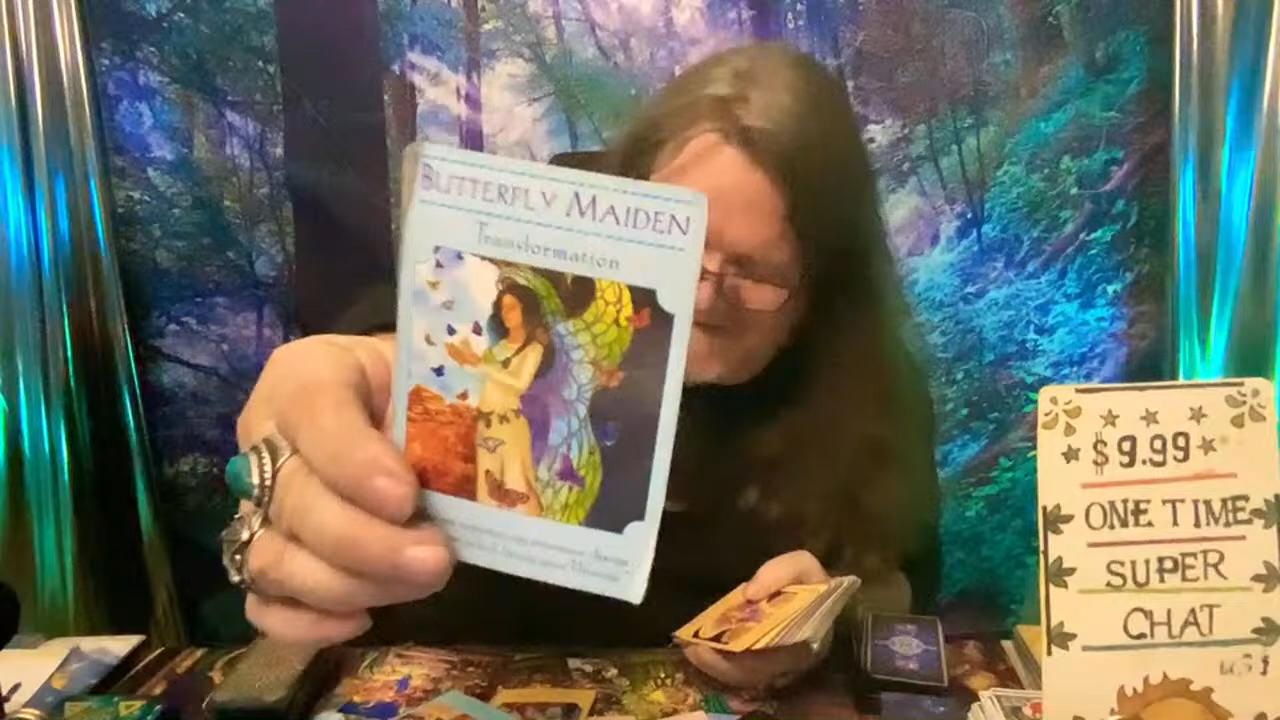 BUTTERFLY MAIDEN
Transformation
$9.99
ONE TIME
SUPER
CHAT